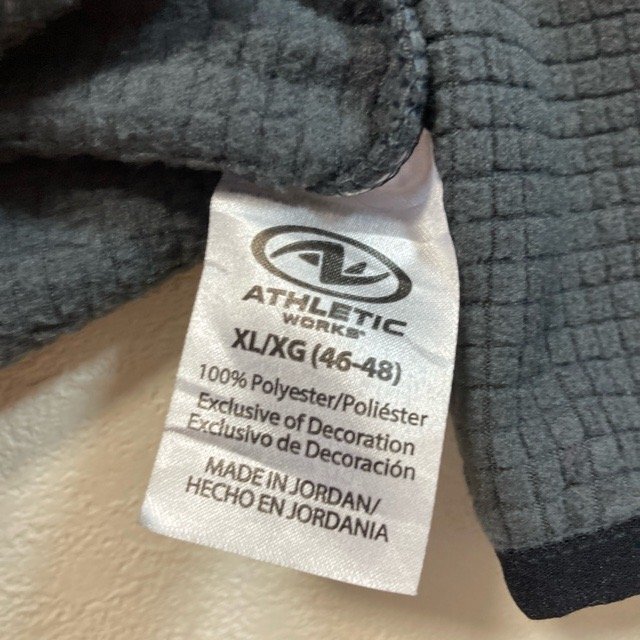 ATHLETIC
WORKS®
XL/XG (46-48)
100% Polyester/Poliéster
Exclusive of Decoration
Exclusivo de Decoración
MADE IN JORDAN/
HECHO EN JORDANIA